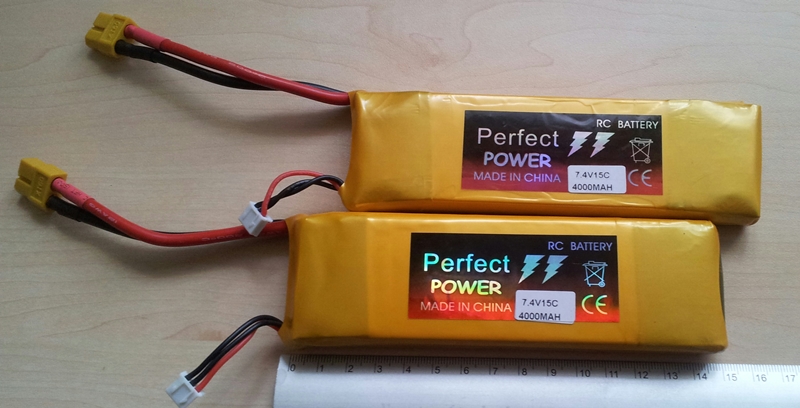 RC BATTERY
Perfect
POWER
MADE IN CHINA
7.4V15C
4000MAH
CE
RC BATTERY
Perfect
POWER
MADE IN CHINA
7.4V15C
4000MAH
CE
0 1 2 3 4 5 6 7 8 9 10 11 12 13 14 15 16 17